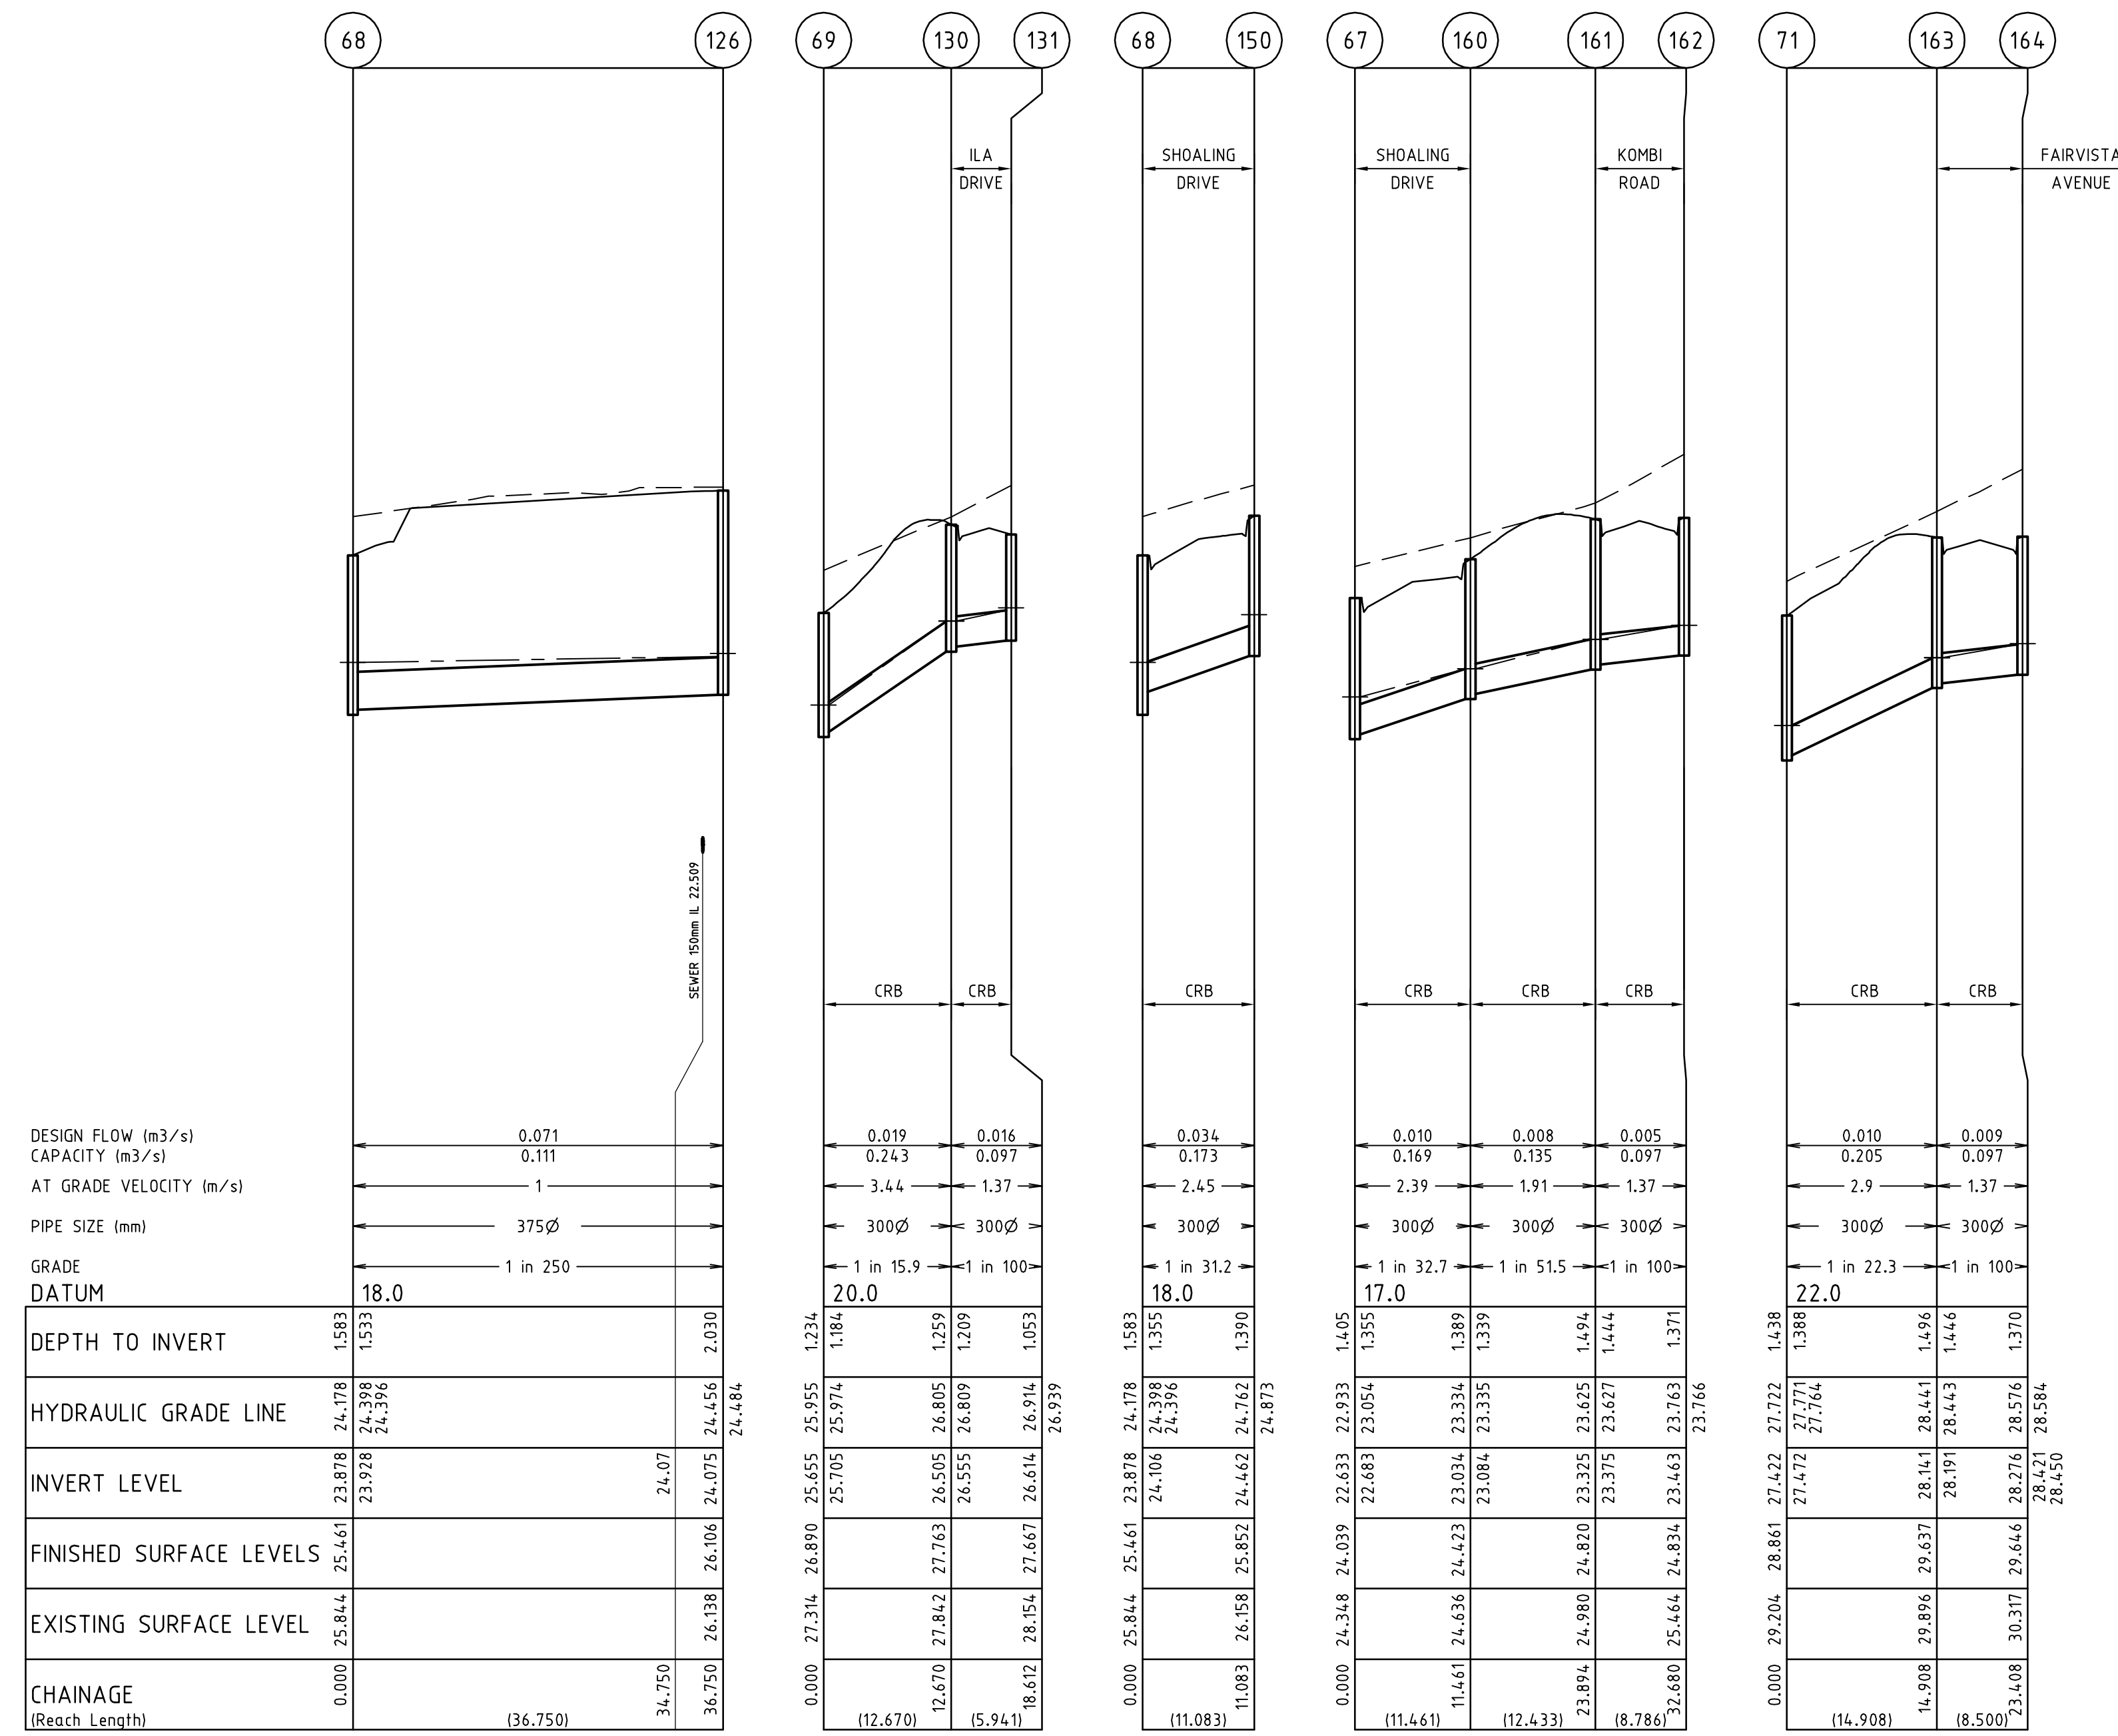 68 126 69 130 131 68 150 67 160 161 162 71 163 164
ILA SHOALING SHOALING KOMBI FAIRVISTA
DRIVE DRIVE DRIVE ROAD AVENUE
SEWER 150mm IL 22.509
CRB CRB CRB CRB CRB CRB CRB CRB
DESIGN FLOW (m3/s) 0.071 0.019 0.016 0.034 0.010 0.008 0.005 0.010 0.009
CAPACITY (m3/s) 0.111 0.243 0.097 0.173 0.169 0.135 0.097 0.205 0.097
AT GRADE VELOCITY (m/s) 1 3.44 1.37 2.45 2.39 1.91 1.37 2.9 1.37
PIPE SIZE (mm) 375Ø 300Ø 300Ø 300Ø 300Ø 300Ø 300Ø 300Ø 300Ø
GRADE 1 in 250 1 in 15.9 1 in 100 1 in 31.2 1 in 32.7 1 in 51.5 1 in 100 1 in 22.3 1 in 100
DATUM 18.0 20.0 18.0 17.0 22.0
DEPTH TO INVERT 1.583 1.533 2.030 1.234 1.184 1.259 1.209 1.053 1.583 1.355 1.390 1.405 1.355 1.389 1.339 1.494 1.444 1.371 1.438 1.388 1.496 1.446 1.370
HYDRAULIC GRADE LINE 24.178 24.398 24.396 24.456 24.484 25.955 25.974 26.805 26.809 26.914 26.939 24.178 24.398 24.396 24.762 24.873 22.933 23.054 23.334 23.335 23.625 23.627 23.763 23.766 27.722 27.771 27.764 28.441 28.443 28.576 28.584
INVERT LEVEL 23.878 23.928 24.07 24.075 25.655 25.705 26.505 26.555 26.614 23.878 24.106 24.462 22.633 22.683 23.034 23.084 23.325 23.375 23.463 27.422 27.472 28.141 28.191 28.276 28.421 28.450
FINISHED SURFACE LEVELS 25.461 26.106 26.890 27.763 27.667 25.461 25.852 24.039 24.423 24.820 24.834 28.861 29.637 29.646
EXISTING SURFACE LEVEL 25.844 26.138 27.314 27.842 28.154 25.844 26.158 24.348 24.636 24.980 25.464 29.204 29.896 30.317
CHAINAGE 0.000 34.750 36.750 0.000 12.670 18.612 0.000 11.083 0.000 11.461 23.894 32.680 0.000 14.908 23.408
(Reach Length) (36.750) (12.670) (5.941) (11.083) (11.461) (12.433) (8.786) (14.908) (8.500)